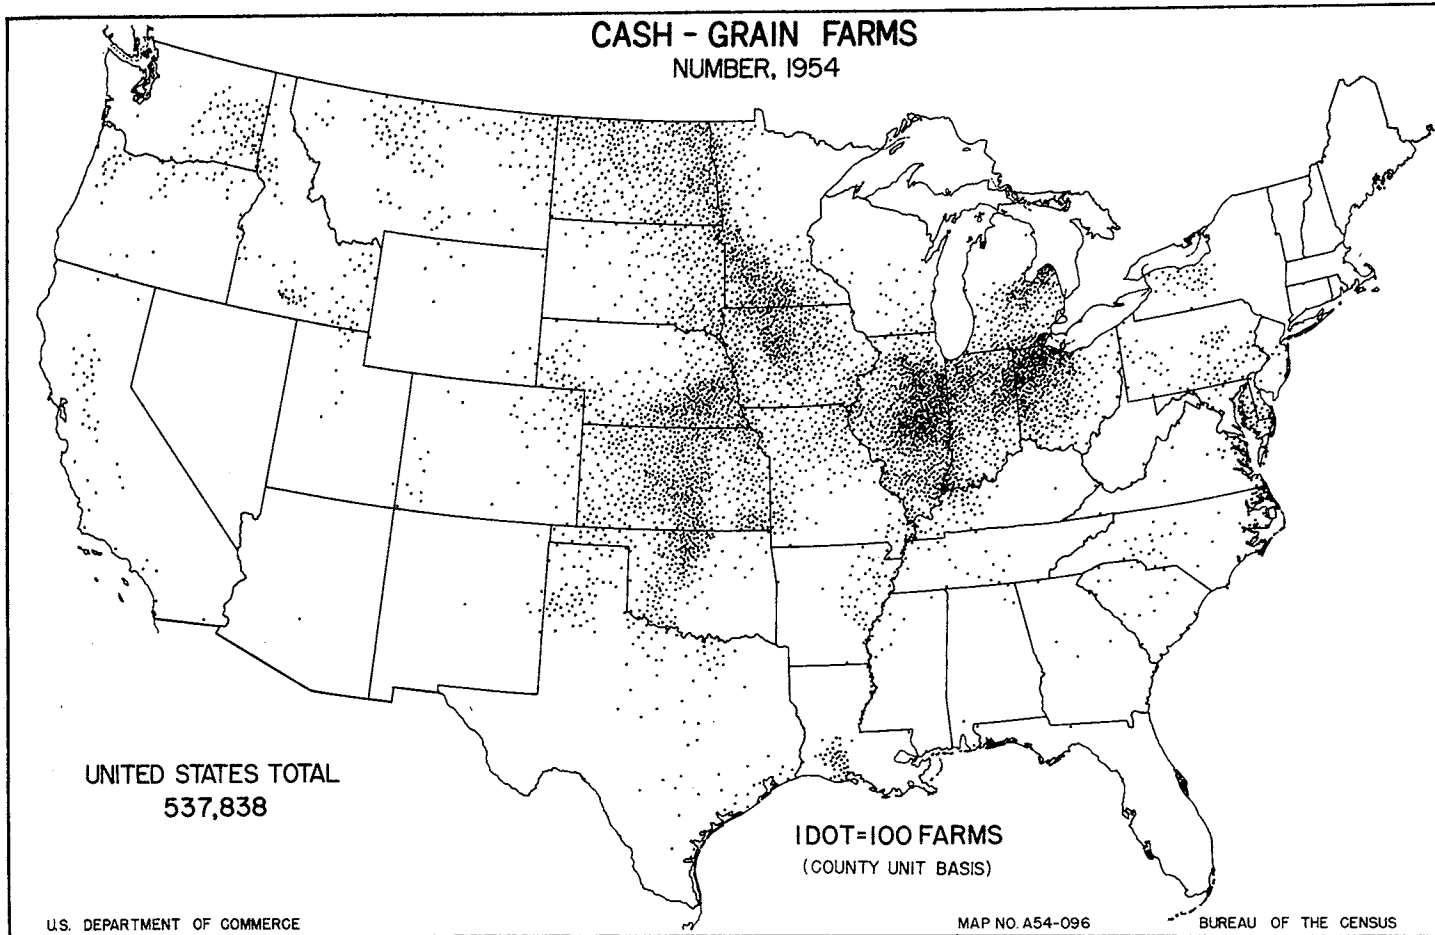 CASH - GRAIN FARMS
NUMBER, 1954
UNITED STATES TOTAL
537,838
1 DOT=100 FARMS
(COUNTY UNIT BASIS)
U.S. DEPARTMENT OF COMMERCE
MAP NO. A54-096
BUREAU OF THE CENSUS